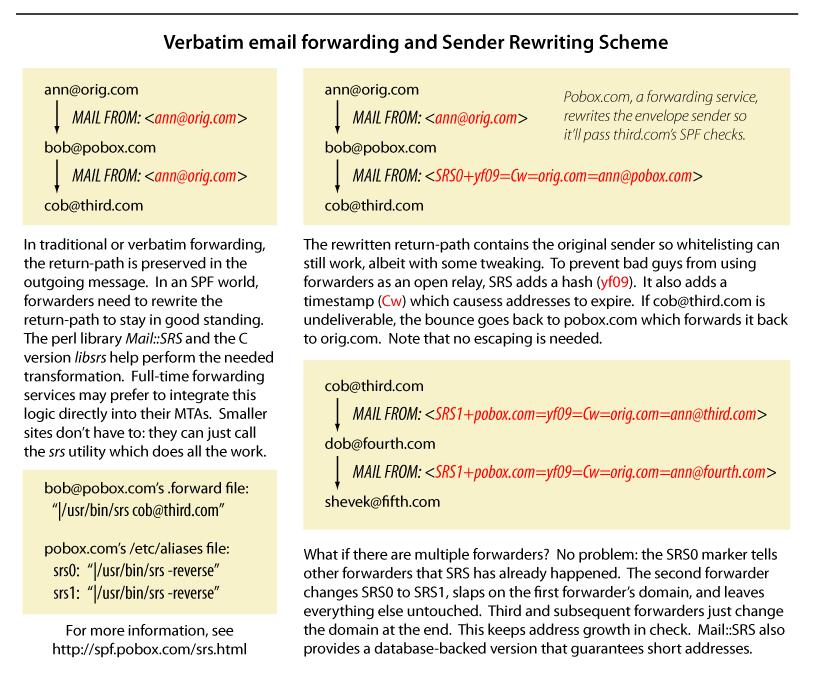 Verbatim email forwarding and Sender Rewriting Scheme
ann@orig.com
MAIL FROM: <ann@orig.com>
bob@pobox.com
MAIL FROM: <ann@orig.com>
cob@third.com
In traditional or verbatim forwarding,
the return-path is preserved in the
outgoing message. In an SPF world,
forwarders need to rewrite the
return-path to stay in good standing.
The perl library Mail::SRS and the C
version libsrs help perform the needed
transformation. Full-time forwarding
services may prefer to integrate this
logic directly into their MTAs. Smaller
sites don't have to: they can just call
the srs utility which does all the work.
bob@pobox.com's .forward file:
“|/usr/bin/srs cob@third.com”
pobox.com's /etc/aliases file:
srs0: “|/usr/bin/srs -reverse”
srs1: “|/usr/bin/srs -reverse”
For more information, see
http://spf.pobox.com/srs.html
ann@orig.com
MAIL FROM: <ann@orig.com>
bob@pobox.com
MAIL FROM: <SRS0+yf09=Cw=orig.com=ann@pobox.com>
cob@third.com
Pobox.com, a forwarding service,
rewrites the envelope sender so
it'll pass third.com's SPF checks.
The rewritten return-path contains the original sender so whitelisting can
still work, albeit with some tweaking. To prevent bad guys from using
forwarders as an open relay, SRS adds a hash (yf09). It also adds a
timestamp (Cw) which causess addresses to expire. If cob@third.com is
undeliverable, the bounce goes back to pobox.com which forwards it back
to orig.com. Note that no escaping is needed.
cob@third.com
MAIL FROM: <SRS1+pobox.com=yf09=Cw=orig.com=ann@third.com>
dob@fourth.com
MAIL FROM: <SRS1+pobox.com=yf09=Cw=orig.com=ann@fourth.com>
shevek@fifth.com
What if there are multiple forwarders? No problem: the SRS0 marker tells
other forwarders that SRS has already happened. The second forwarder
changes SRS0 to SRS1, slaps on the first forwarder's domain, and leaves
everything else untouched. Third and subsequent forwarders just change
the domain at the end. This keeps address growth in check. Mail::SRS also
provides a database-backed version that guarantees short addresses.